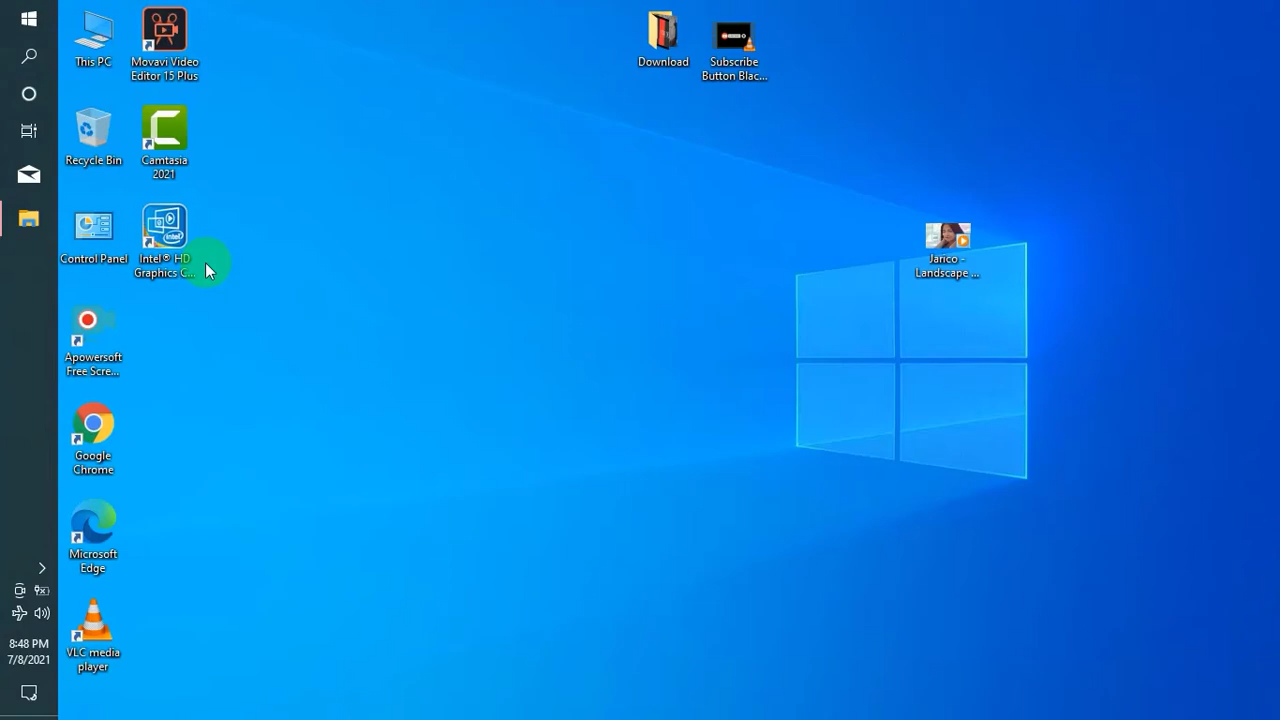 This PC
Movavi Video
Editor 15 Plus
Download
Subscribe
Button Blac...
Recycle Bin
Camtasia
2021
Control Panel
Intel® HD
Graphics C...
intel
Jarico -
Landscape ...
Apowersoft
Free Scre...
Google
Chrome
Microsoft
Edge
VLC media
player
8:48 PM
7/8/2021